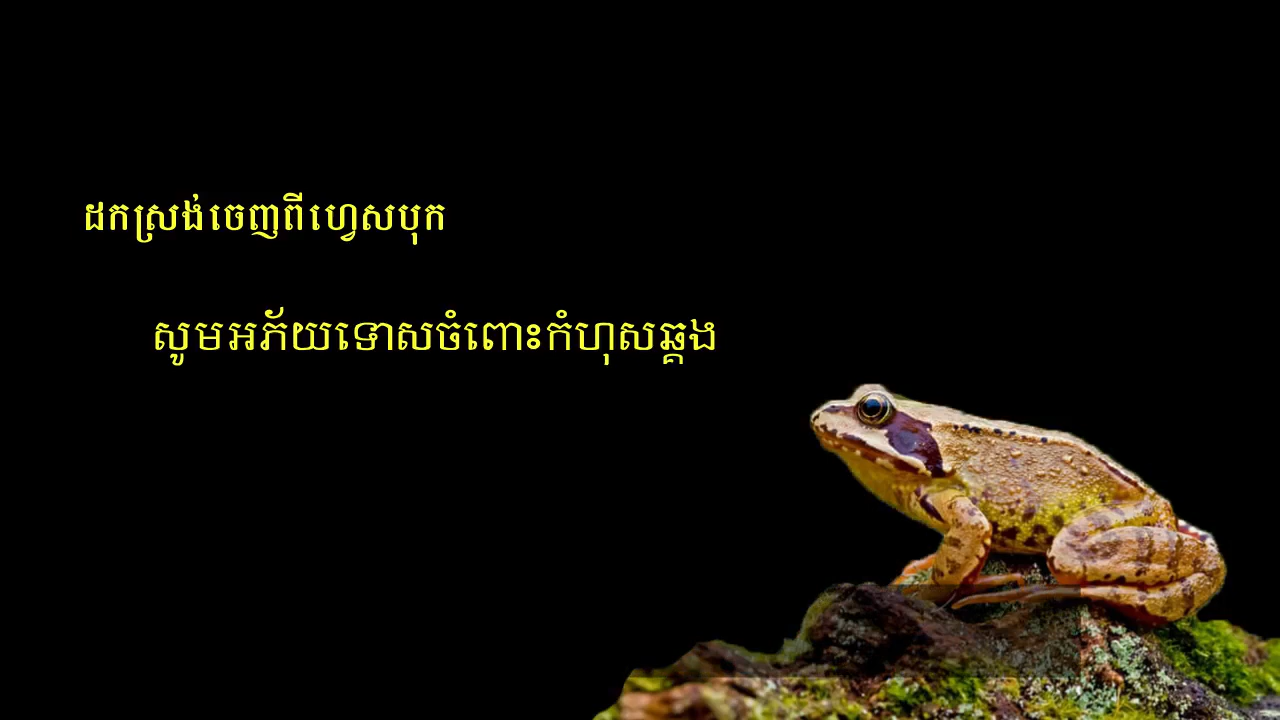 ដកស្រង់ចេញពីហ្វេសបុក
សូមអភ័យទោសចំពោះកំហុសឆ្គង